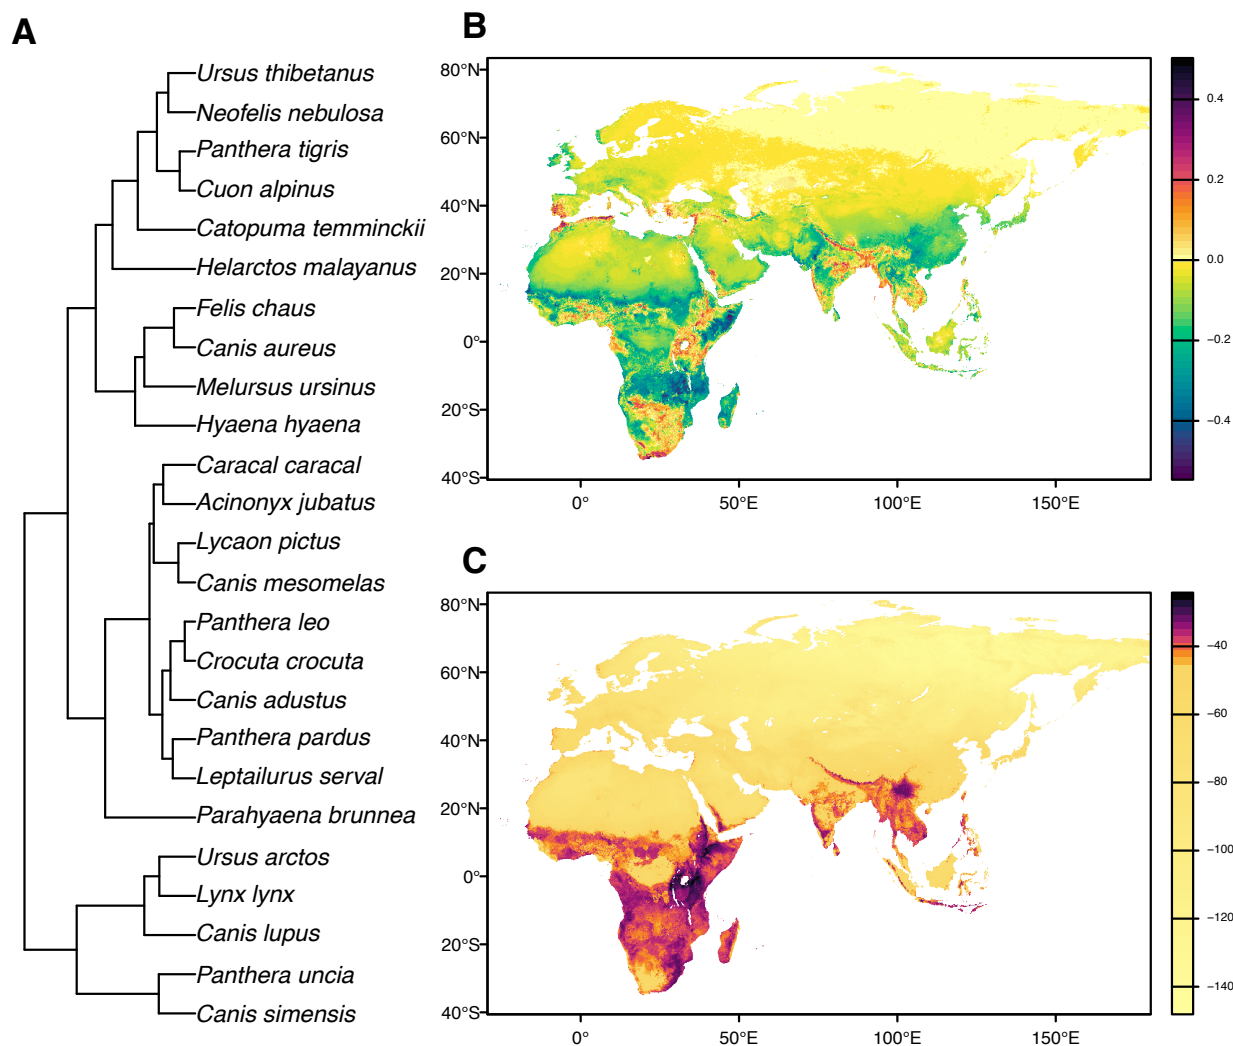 A
Ursus thibetanus
Neofelis nebulosa
Panthera tigris
Cuon alpinus
Catopuma temminckii
Helarctos malayanus
Felis chaus
Canis aureus
Melursus ursinus
Hyaena hyaena
Caracal caracal
Acinonyx jubatus
Lycaon pictus
Canis mesomelas
Panthera leo
Crocuta crocuta
Canis adustus
Panthera pardus
Leptailurus serval
Parahyaena brunnea
Ursus arctos
Lynx lynx
Canis lupus
Panthera uncia
Canis simensis
B
80°N
60°N
40°N
20°N
0°
20°S
40°S
0°
50°E
100°E
150°E
0.4
0.2
0.0
−0.2
−0.4
C
80°N
60°N
40°N
20°N
0°
20°S
40°S
0°
50°E
100°E
150°E
−40
−60
−80
−100
−120
−140